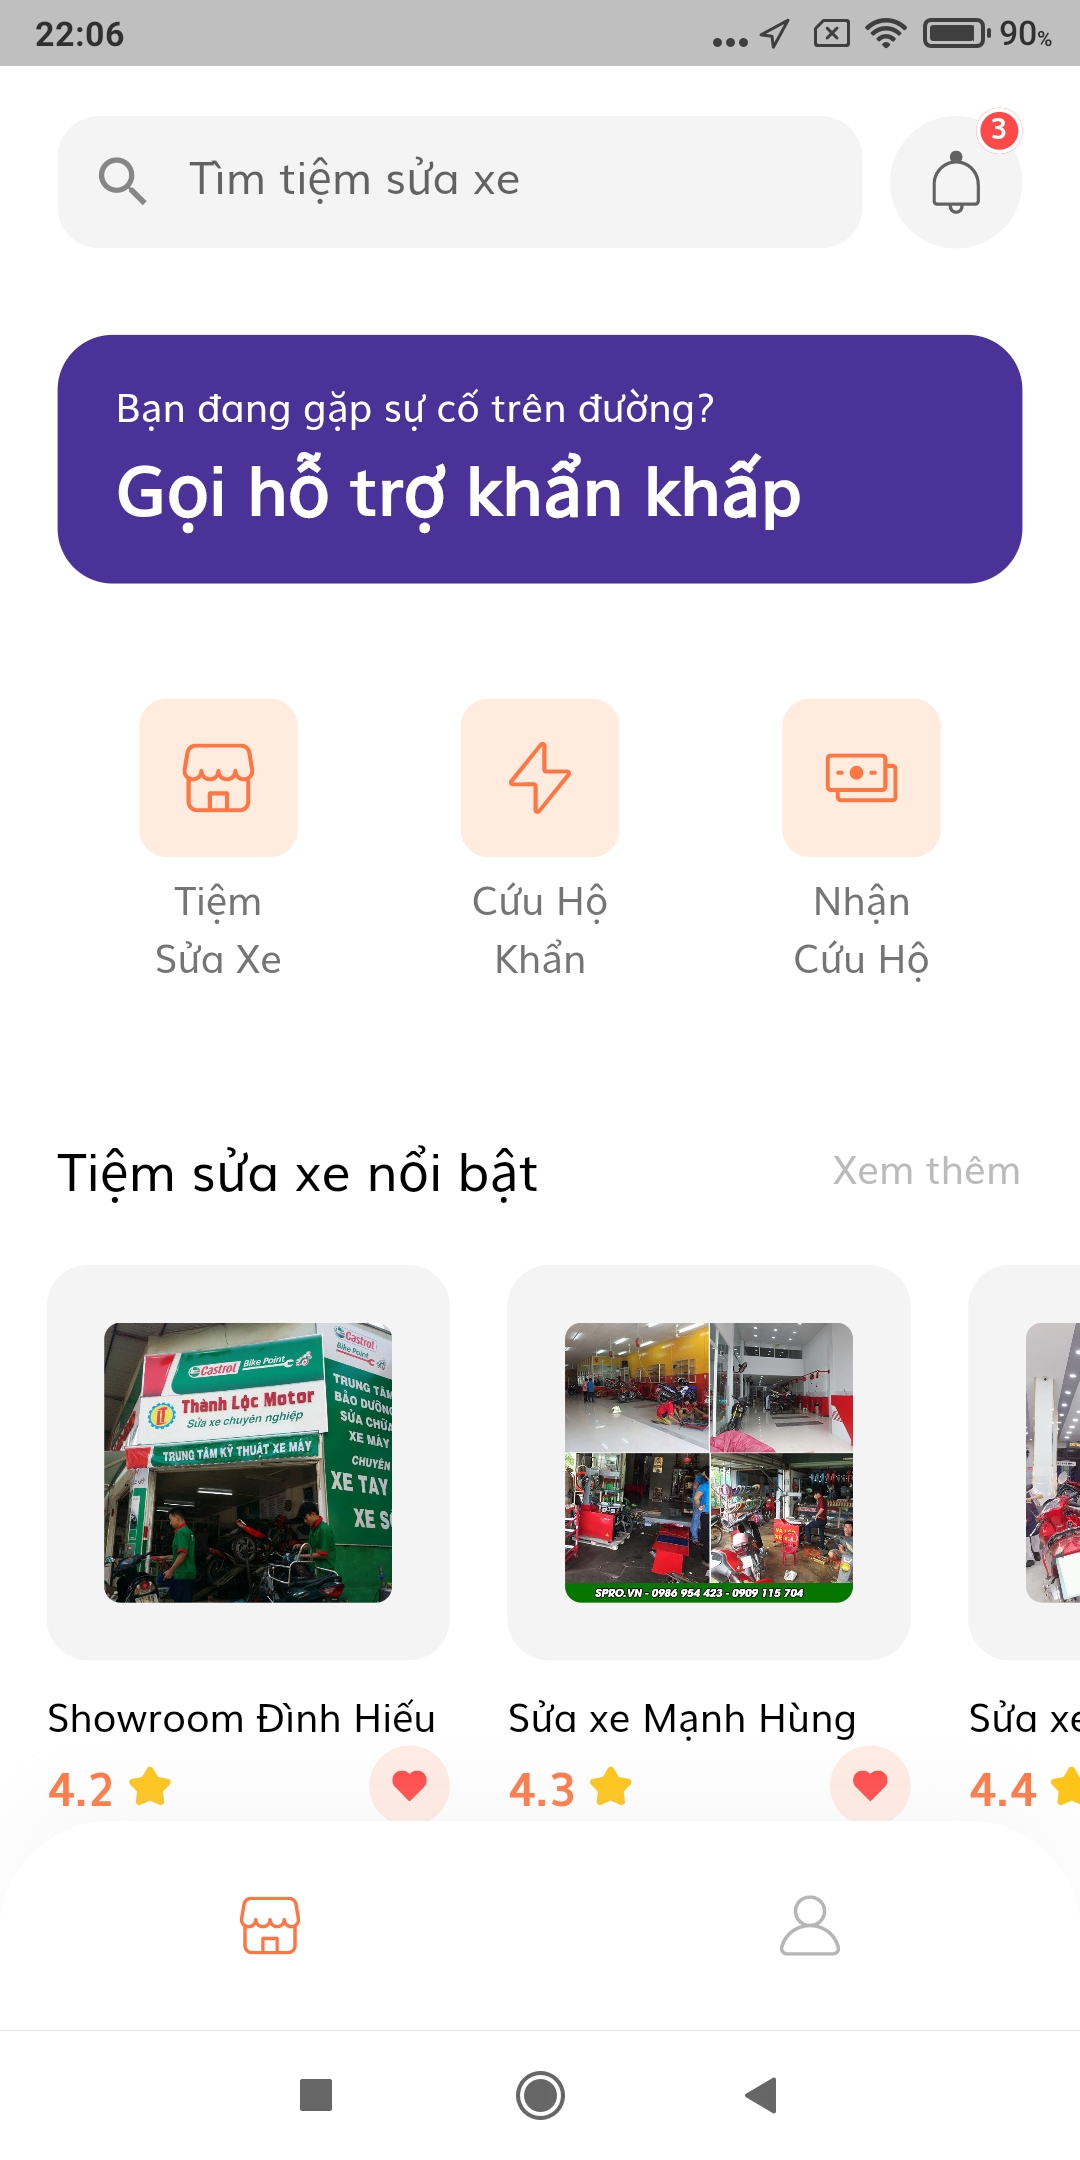 22:06
90%
Tìm tiệm sửa xe
3
Bạn đang gặp sự cố trên đường?
Gọi hỗ trợ khẩn khấp
Tiệm
Sửa Xe
Cứu Hộ
Khẩn
Nhận
Cứu Hộ
Tiệm sửa xe nổi bật
Xem thêm
Castrol Bike Point
Thành Lộc Motor
Sửa xe chuyên nghiệp
TRUNG TÂM KỸ THUẬT XE MÁY
Castrol
Bike Point
TRUNG TÂM
BẢO DƯỠNG
SỬA CHỮA
XE MÁY
CHUYÊN
XE TAY
XE S
SPRO.VN - 0986 954 423 - 0909 115 704
Showroom Đình Hiếu
Sửa xe Mạnh Hùng
Sửa xe
4.2
4.3
4.4